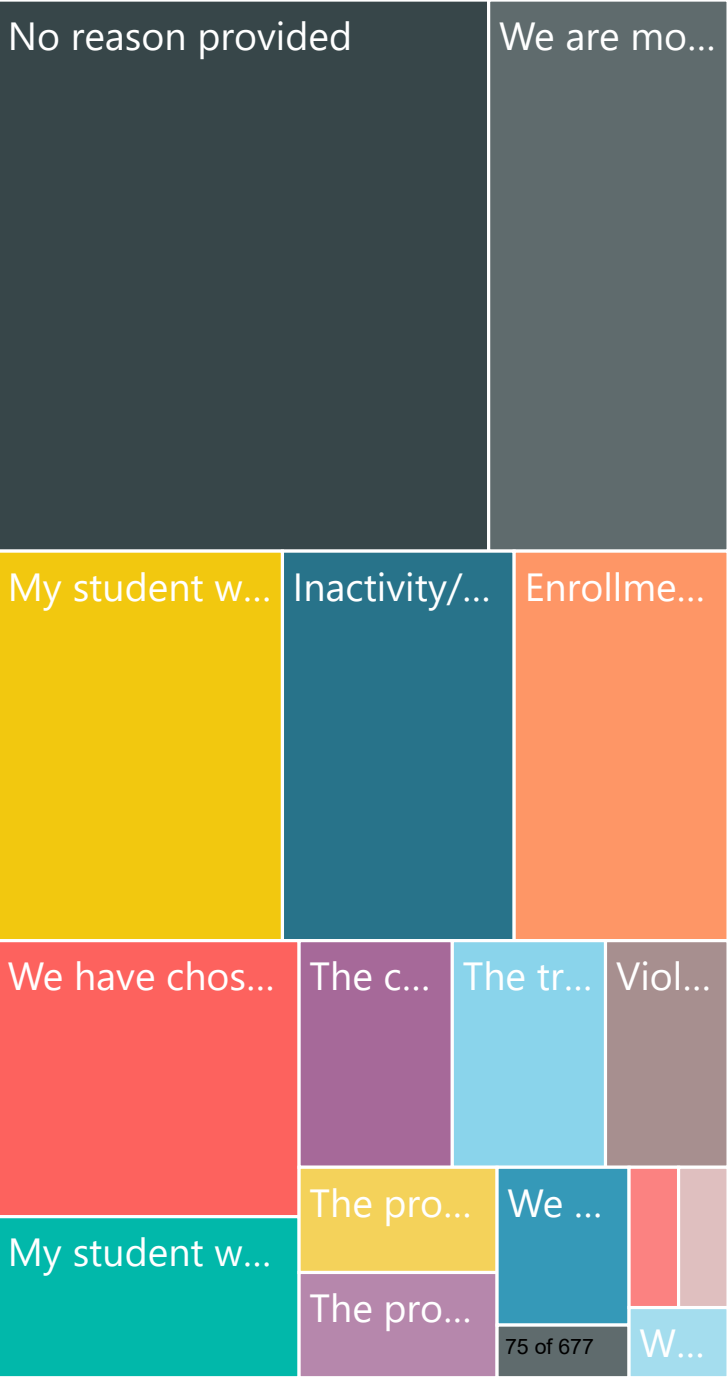 No reason provided
We are mo...
My student w...
Inactivity/...
Enrollme...
We have chos...
The c...
The tr...
Viol...
My student w...
The pro...
We ...
The pro...
75 of 677
W...